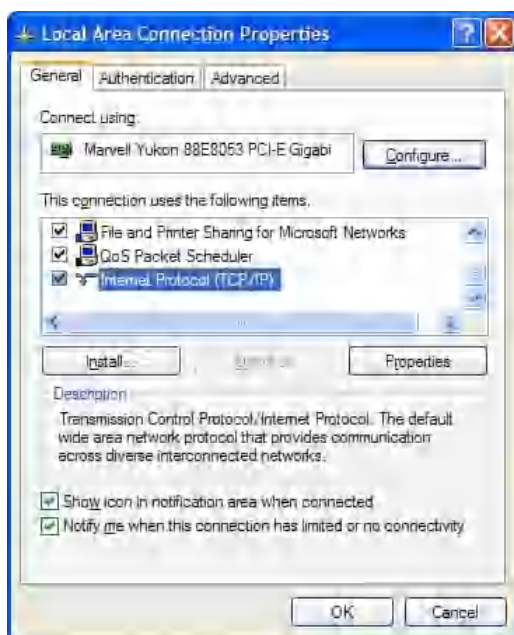 Local Area Connection Properties
General Authentication Advanced
Connect using:
Marvell Yukon 88E8053 PCI-E Gigabi Configure...
This connection uses the following items.
File and Printer Sharing for Microsoft Networks
QoS Packet Scheduler
Internet Protocol (TCP/IP)
Install... Properties
Description
Transmission Control Protocol/Internet Protocol. The default
wide area network protocol that provides communication
across diverse interconnected networks.
Show icon in notification area when connected
Notify me when this connection has limited or no connectivity
OK Cancel